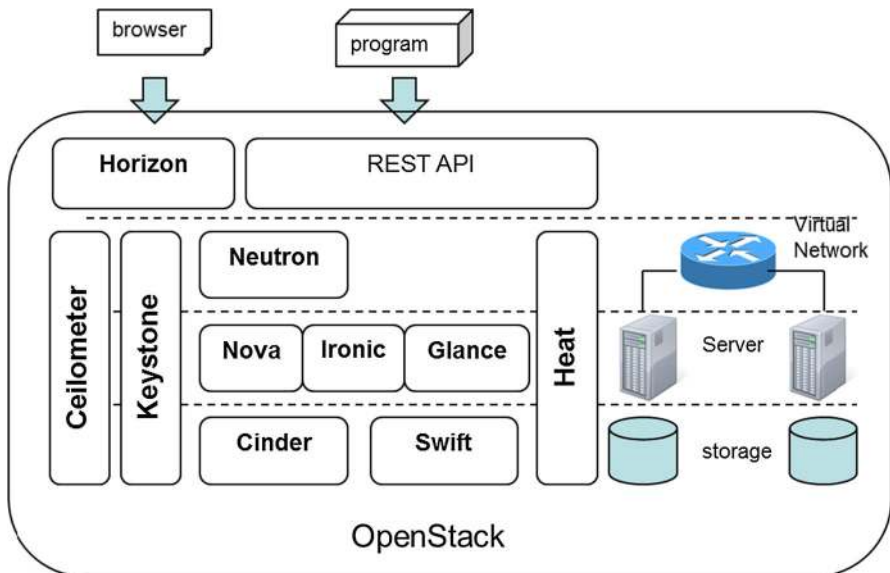 browser
program
Horizon
REST API
Ceilometer
Keystone
Neutron
Heat
Virtual
Network
Nova
Ironic
Glance
Server
Cinder
Swift
storage
OpenStack